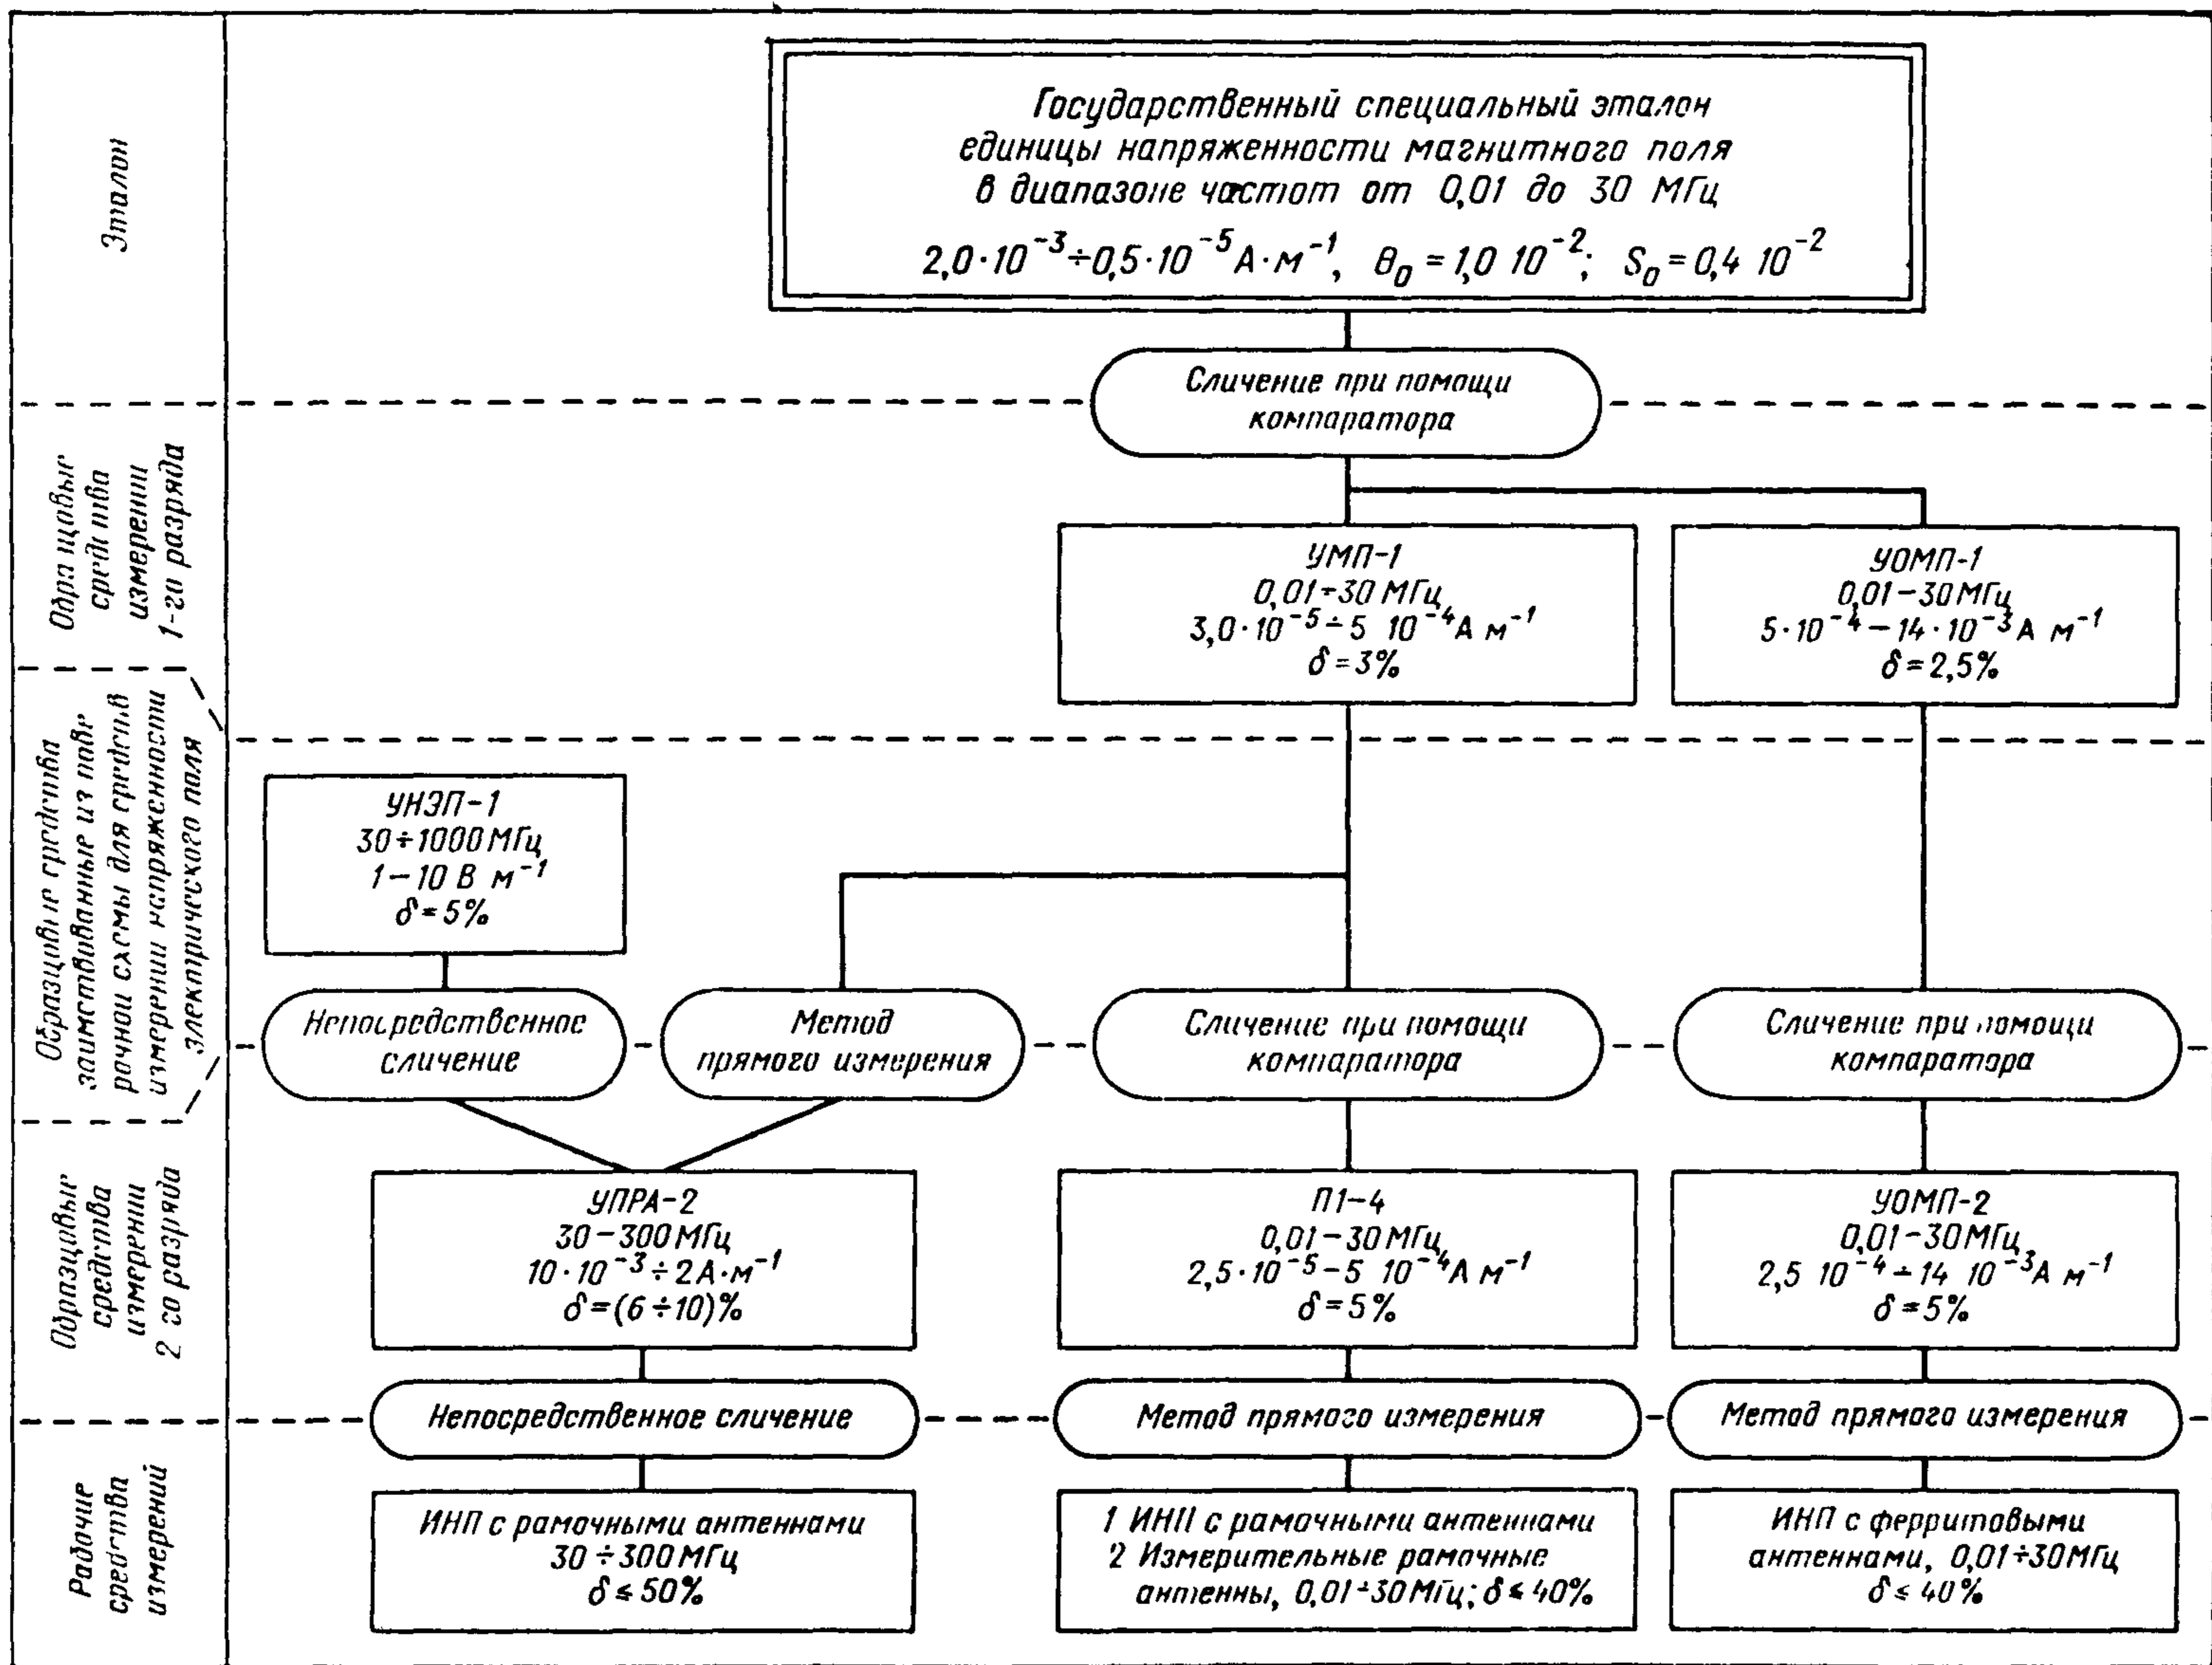 Эталон
Государственный специальный эталон
единицы напряженности магнитного поля
в диапазоне частот от 0,01 до 30 МГц
2,0·10⁻³÷0,5·10⁻⁵ А·м⁻¹, θ₀ = 1,0 10⁻²; S₀ = 0,4 10⁻²
Сличение при помощи
компаратора
Образцовые
средства
измерении
1-го разряда
УМП-1
0,01÷30 МГц
3,0·10⁻⁵÷5 10⁻⁴ А м⁻¹
δ = 3%
УОМП-1
0,01–30 МГц
5·10⁻⁴–14·10⁻³ А м⁻¹
δ = 2,5%
Образцовые средства
заимствиванные из пове
рочнои схемы для средств
измерении напряженности
электрического поля
УНЭП-1
30÷1000 МГц
1–10 В м⁻¹
δ = 5%
Непосредственное
сличение
Метод
прямого измерения
Сличение при помощи
компаратора
Сличение при помощи
компаратора
Образцовые
средства
измерении
2 го разряда
УПРА-2
30–300 МГц
10·10⁻³÷2 А·м⁻¹
δ = (6÷10)%
П1-4
0,01–30 МГц
2,5·10⁻⁵–5 10⁻⁴ А м⁻¹
δ = 5%
УОМП-2
0,01–30 МГц
2,5 10⁻⁴÷14 10⁻³ А м⁻¹
δ = 5%
Непосредственное сличение
Метод прямого измерения
Метод прямого измерения
Рабочие
средства
измерений
ИНП с рамочными антеннами
30÷300 МГц
δ ≤ 50%
1 ИНП с рамочными антеннами
2 Измерительные рамочные
антенны, 0,01÷30 МГц; δ ≤ 40%
ИНП с ферритовыми
антеннами, 0,01÷30 МГц
δ ≤ 40%